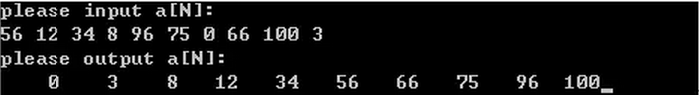 please input a[N]:
56 12 34 8 96 75 0 66 100 3
please output a[N]:
0 3 8 12 34 56 66 75 96 100_